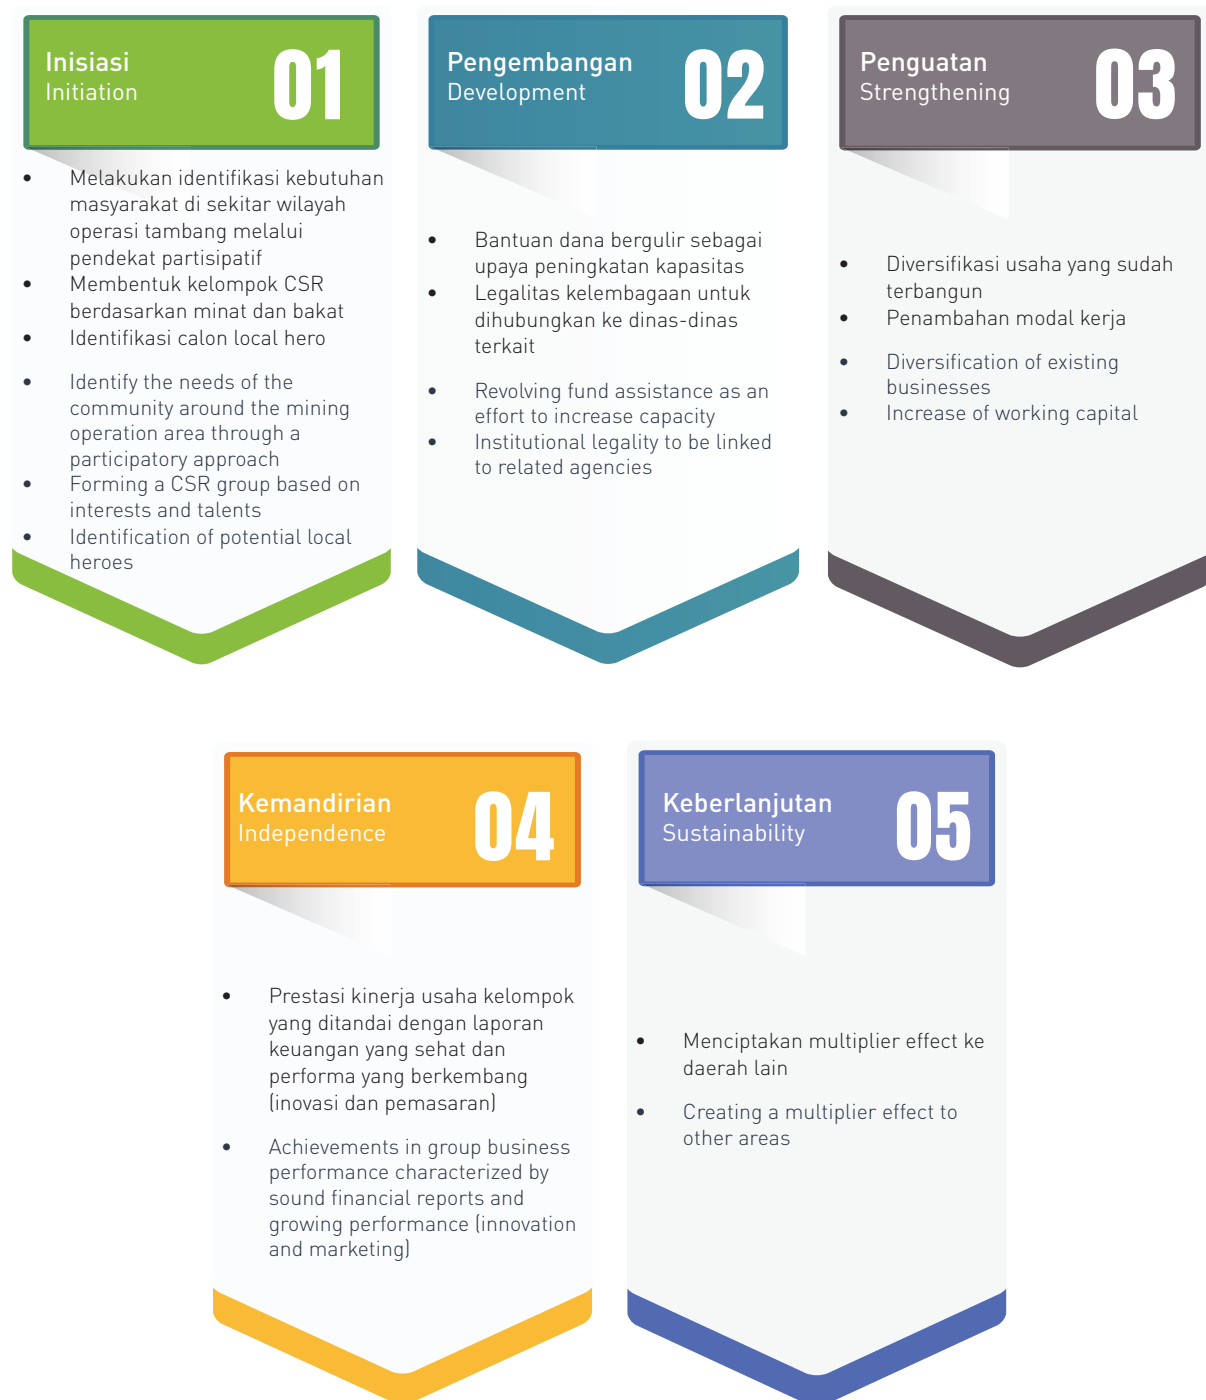 Inisiasi
Initiation
01
• Melakukan identifikasi kebutuhan
masyarakat di sekitar wilayah
operasi tambang melalui
pendekat partisipatif
• Membentuk kelompok CSR
berdasarkan minat dan bakat
• Identifikasi calon local hero
• Identify the needs of the
community around the mining
operation area through a
participatory approach
• Forming a CSR group based on
interests and talents
• Identification of potential local
heroes
Pengembangan
Development
02
• Bantuan dana bergulir sebagai
upaya peningkatan kapasitas
• Legalitas kelembagaan untuk
dihubungkan ke dinas-dinas
terkait
• Revolving fund assistance as an
effort to increase capacity
• Institutional legality to be linked
to related agencies
Penguatan
Strengthening
03
• Diversifikasi usaha yang sudah
terbangun
• Penambahan modal kerja
• Diversification of existing
businesses
• Increase of working capital
Kemandirian
Independence
04
• Prestasi kinerja usaha kelompok
yang ditandai dengan laporan
keuangan yang sehat dan
performa yang berkembang
(inovasi dan pemasaran)
• Achievements in group business
performance characterized by
sound financial reports and
growing performance (innovation
and marketing)
Keberlanjutan
Sustainability
05
• Menciptakan multiplier effect ke
daerah lain
• Creating a multiplier effect to
other areas